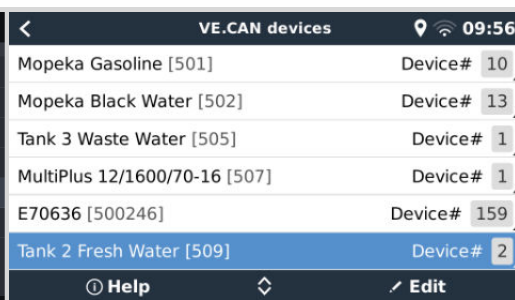 VE.CAN devices 09:56
Mopeka Gasoline [501] Device# 10
Mopeka Black Water [502] Device# 13
Tank 3 Waste Water [505] Device# 1
MultiPlus 12/1600/70-16 [507] Device# 1
E70636 [500246] Device# 159
Tank 2 Fresh Water [509] Device# 2
Help Edit